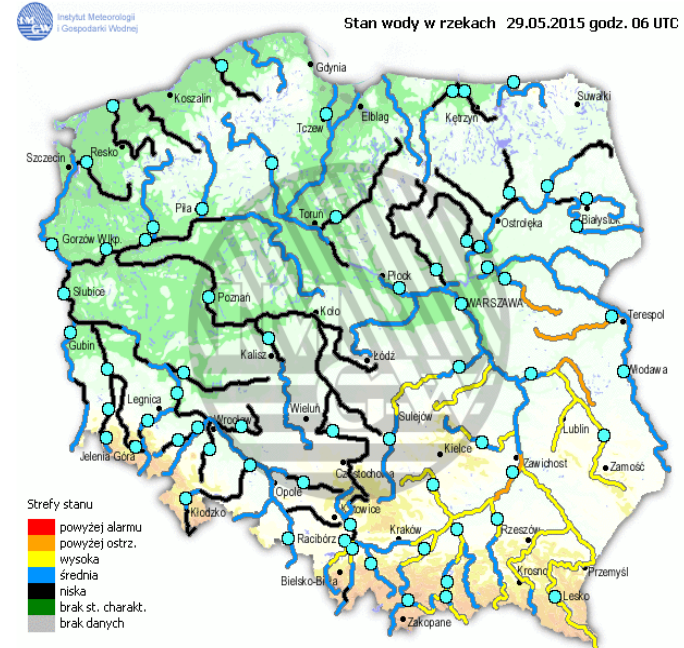 Instytut Meteorologii
i Gospodarki Wodnej
IM
GW
Stan wody w rzekach 29.05.2015 godz. 06 UTC
Gdynia
Koszalin
Suwałki
Tczew
Elbląg
Kętrzyn
Resko
Szczecin
Piła
Toruń
Ostrołęka
Białystok
Gorzów Wlkp.
Płock
Słubice
Poznań
Koło
WARSZAWA
Terespol
Gubin
Kalisz
Łódź
Włodawa
Legnica
Wieluń
Sulejów
Lublin
Wrocław
Jelenia Góra
Kielce
Zawichost
Zamość
Częstochowa
Opole
Kłodzko
Katowice
Racibórz
Kraków
Rzeszów
Bielsko-Biała
Krosno
Przemyśl
Lesko
Zakopane
Strefy stanu
powyżej alarmu
powyżej ostrz.
wysoka
średnia
niska
brak st. charakt.
brak danych